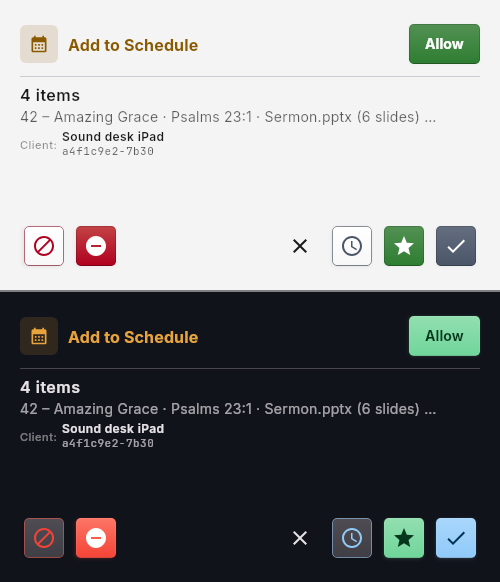 Add to Schedule
Allow
4 items
42 – Amazing Grace · Psalms 23:1 · Sermon.pptx (6 slides) ...
Client: Sound desk iPad
a4f1c9e2-7b30
Add to Schedule
Allow
4 items
42 – Amazing Grace · Psalms 23:1 · Sermon.pptx (6 slides) ...
Client: Sound desk iPad
a4f1c9e2-7b30